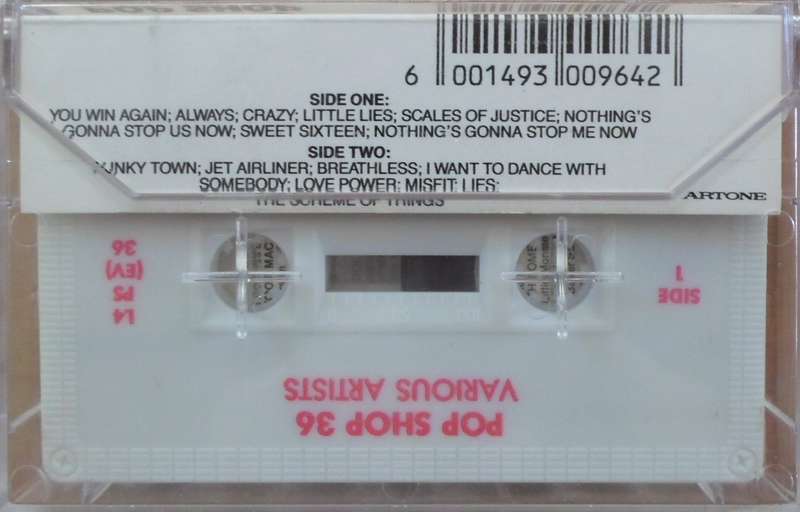 POP SHOP
6 001493 009642
SIDE ONE:
YOU WIN AGAIN; ALWAYS; CRAZY; LITTLE LIES; SCALES OF JUSTICE; NOTHING'S
GONNA STOP US NOW; SWEET SIXTEEN; NOTHING'S GONNA STOP ME NOW
SIDE TWO:
FUNKY TOWN; JET AIRLINER; BREATHLESS; I WANT TO DANCE WITH
SOMEBODY; LOVE POWER; MISFIT; LIES;
THE SCHEME OF THINGS
ARTONE
L4
PS
(EV)
36
SIDE
1
POP SHOP 36
VARIOUS ARTISTS